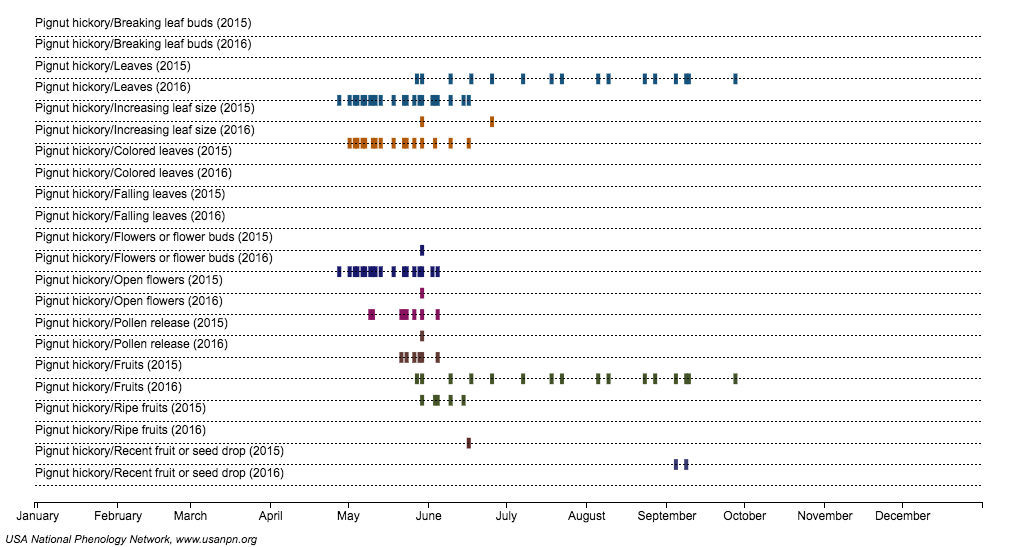 Pignut hickory/Breaking leaf buds (2015)
Pignut hickory/Breaking leaf buds (2016)
Pignut hickory/Leaves (2015)
Pignut hickory/Leaves (2016)
Pignut hickory/Increasing leaf size (2015)
Pignut hickory/Increasing leaf size (2016)
Pignut hickory/Colored leaves (2015)
Pignut hickory/Colored leaves (2016)
Pignut hickory/Falling leaves (2015)
Pignut hickory/Falling leaves (2016)
Pignut hickory/Flowers or flower buds (2015)
Pignut hickory/Flowers or flower buds (2016)
Pignut hickory/Open flowers (2015)
Pignut hickory/Open flowers (2016)
Pignut hickory/Pollen release (2015)
Pignut hickory/Pollen release (2016)
Pignut hickory/Fruits (2015)
Pignut hickory/Fruits (2016)
Pignut hickory/Ripe fruits (2015)
Pignut hickory/Ripe fruits (2016)
Pignut hickory/Recent fruit or seed drop (2015)
Pignut hickory/Recent fruit or seed drop (2016)
January February March April May June July August September October November December
USA National Phenology Network, www.usanpn.org